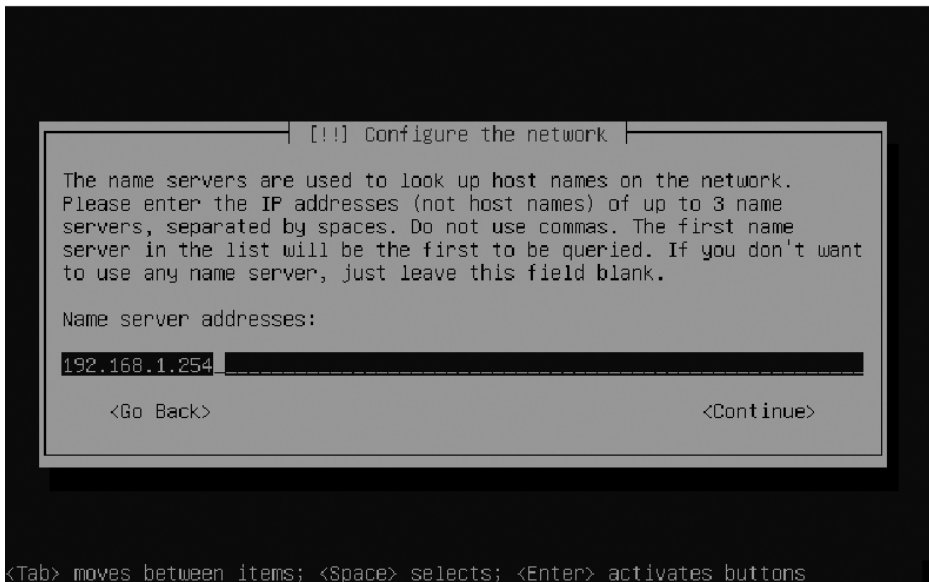 [!!] Configure the network
The name servers are used to look up host names on the network.
Please enter the IP addresses (not host names) of up to 3 name
servers, separated by spaces. Do not use commas. The first name
server in the list will be the first to be queried. If you don't want
to use any name server, just leave this field blank.
Name server addresses:
192.168.1.254
<Go Back> <Continue>
<Tab> moves between items; <Space> selects; <Enter> activates buttons